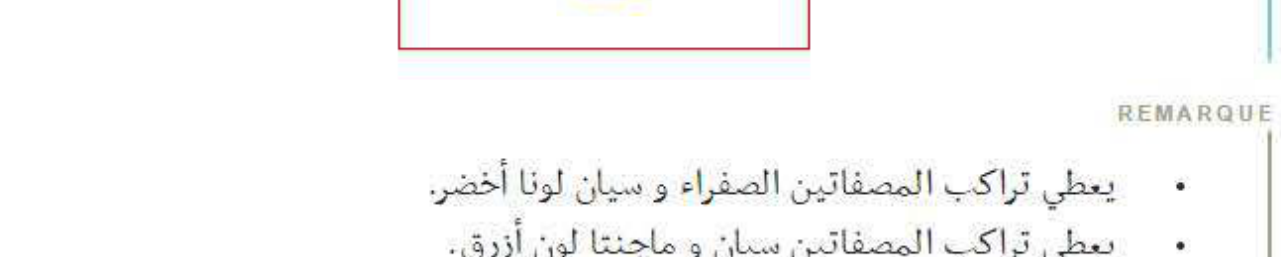 REMARQUE
• يعطي تراكب المصفاتين الصفراء و سيان لونا أخضر.
• يعطي تراكب المصفاتين سيان و ماجنتا لون أزرق.